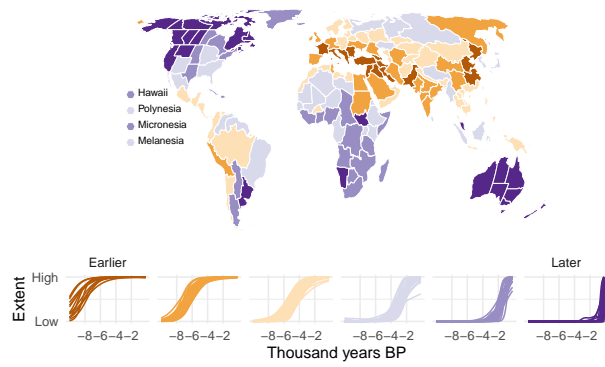 Hawaii
Polynesia
Micronesia
Melanesia
Earlier
Later
Extent
High
Low
−8−6−4−2 −8−6−4−2 −8−6−4−2 −8−6−4−2 −8−6−4−2 −8−6−4−2
Thousand years BP